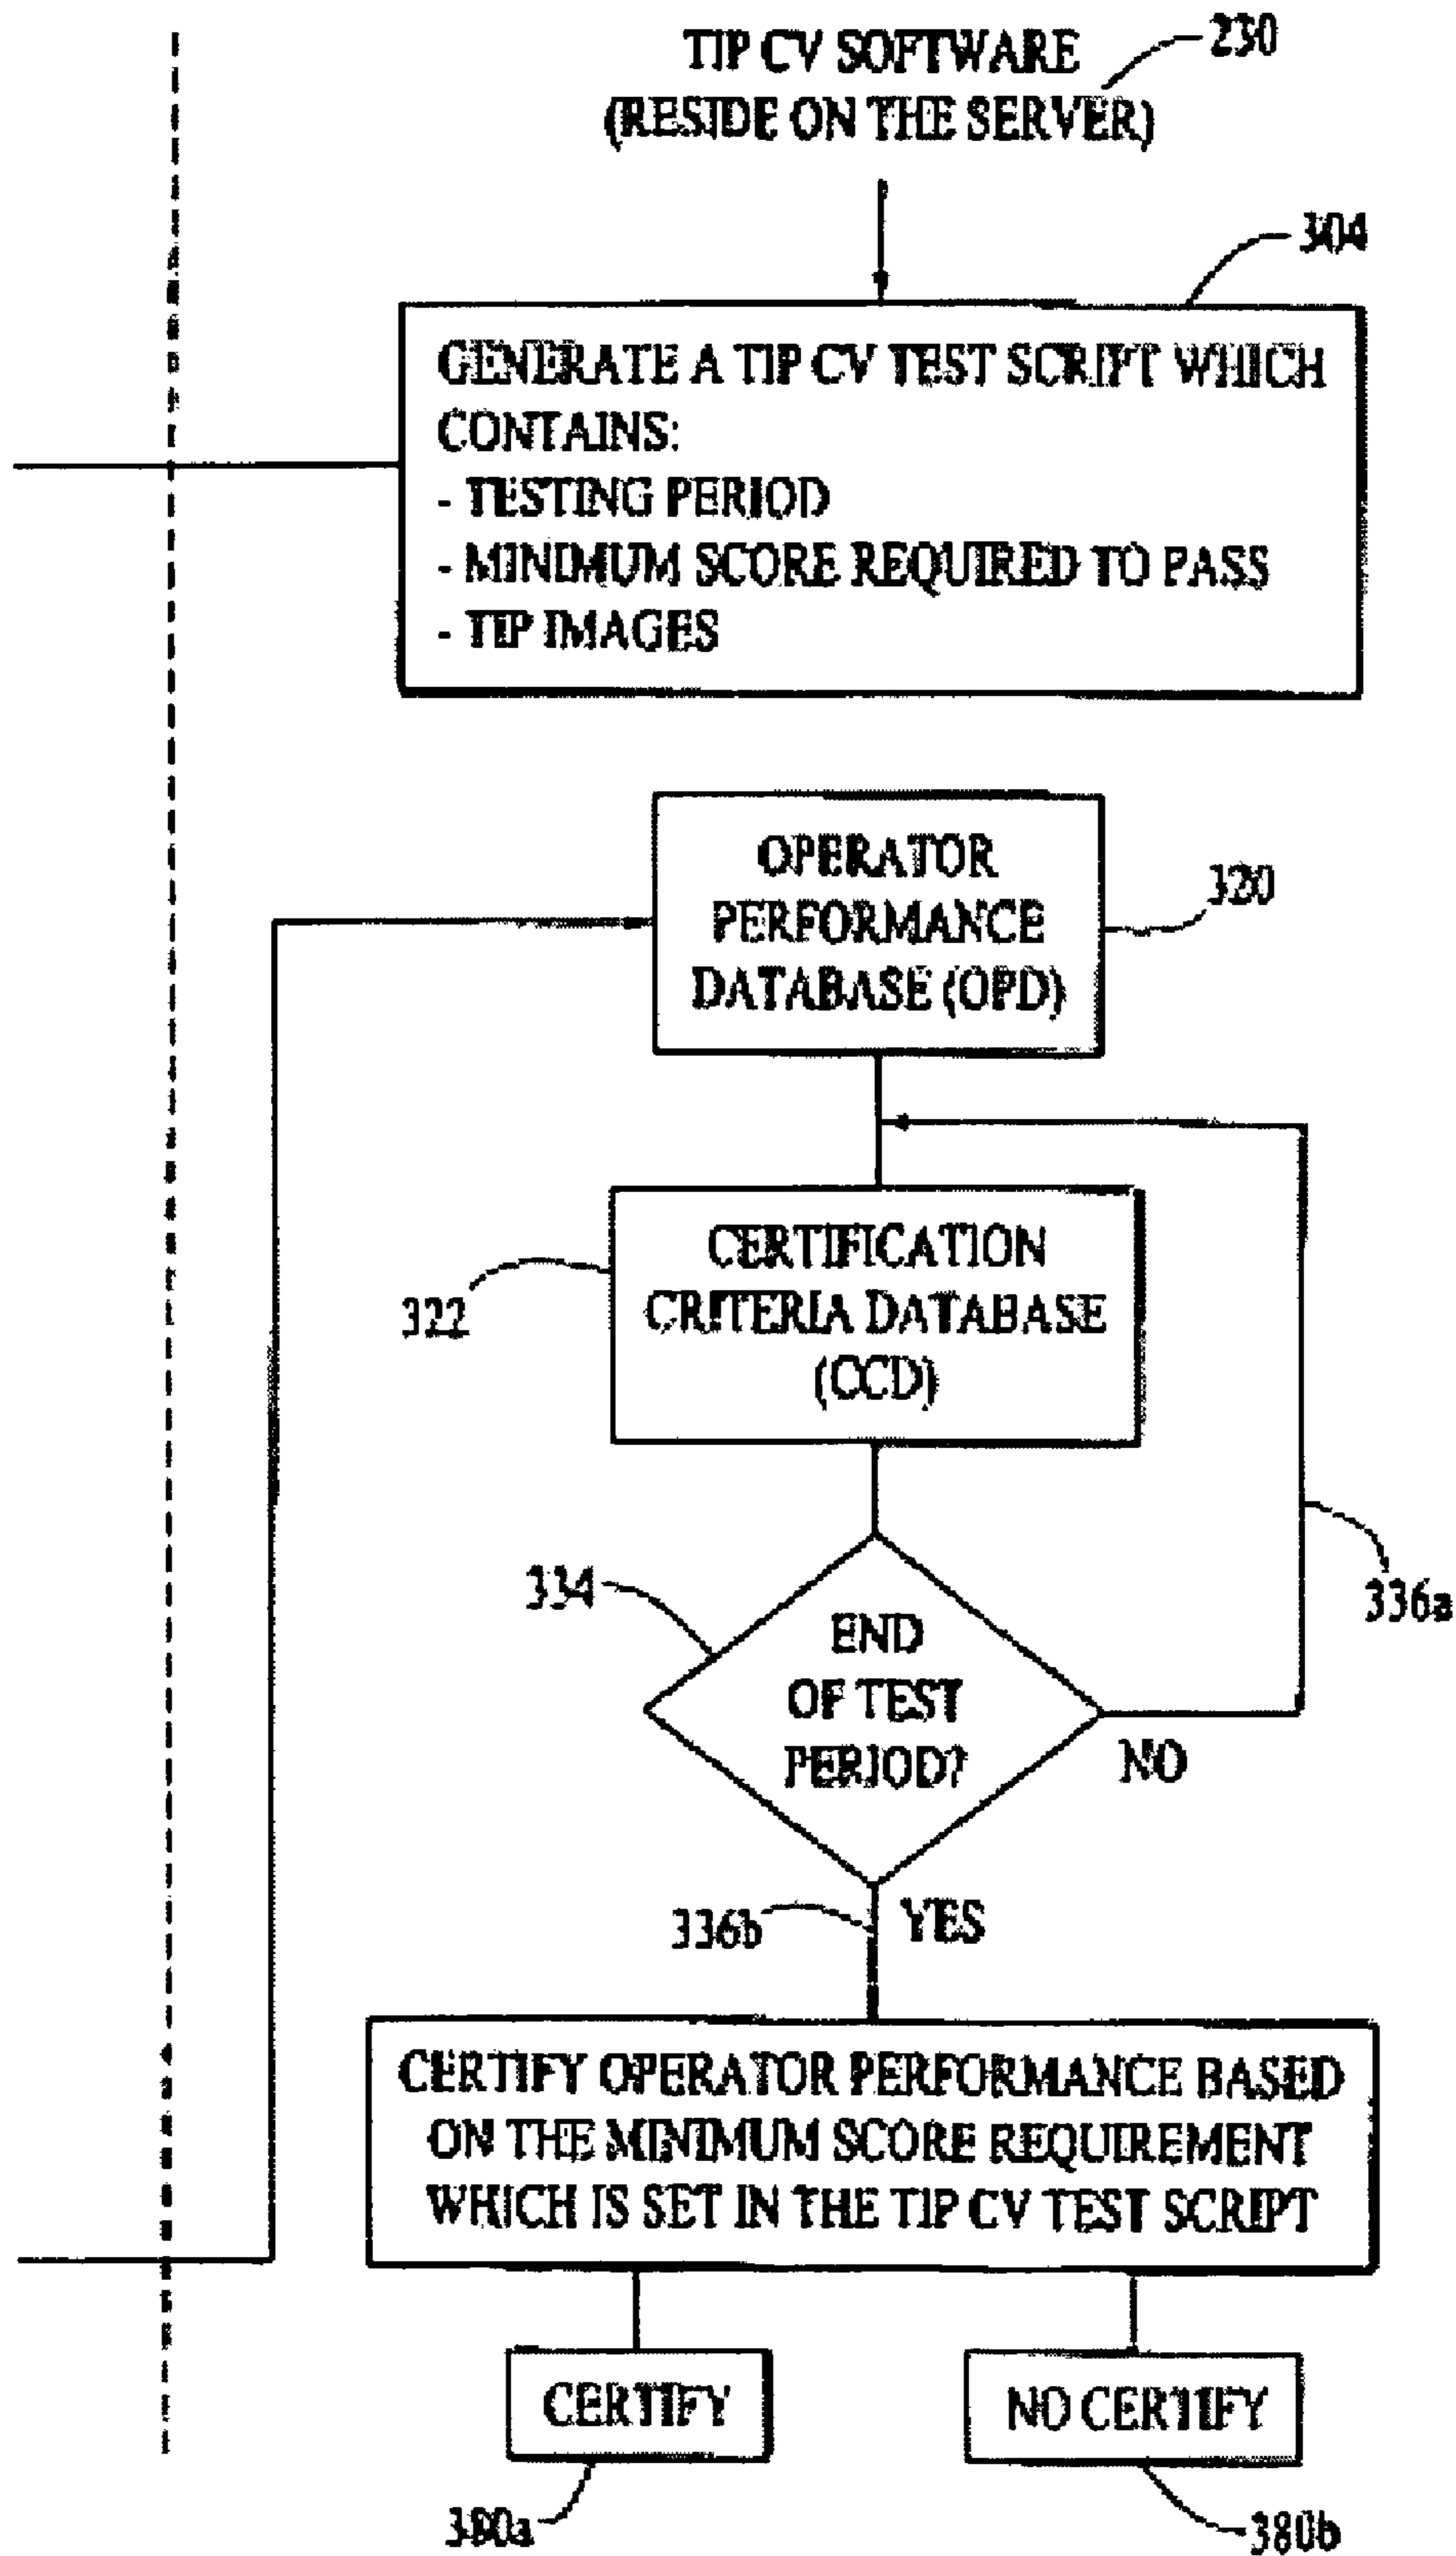 TIP CV SOFTWARE
(RESIDE ON THE SERVER)
230
304
GENERATE A TIP CV TEST SCRIPT WHICH
CONTAINS:
- TESTING PERIOD
- MINIMUM SCORE REQUIRED TO PASS
- TIP IMAGES
OPERATOR
PERFORMANCE
DATABASE (OPD)
320
CERTIFICATION
CRITERIA DATABASE
(CCD)
322
334
END
OF TEST
PERIOD?
NO
336a
336b
YES
CERTIFY OPERATOR PERFORMANCE BASED
ON THE MINIMUM SCORE REQUIREMENT
WHICH IS SET IN THE TIP CV TEST SCRIPT
CERTIFY
NO CERTIFY
380a
380b